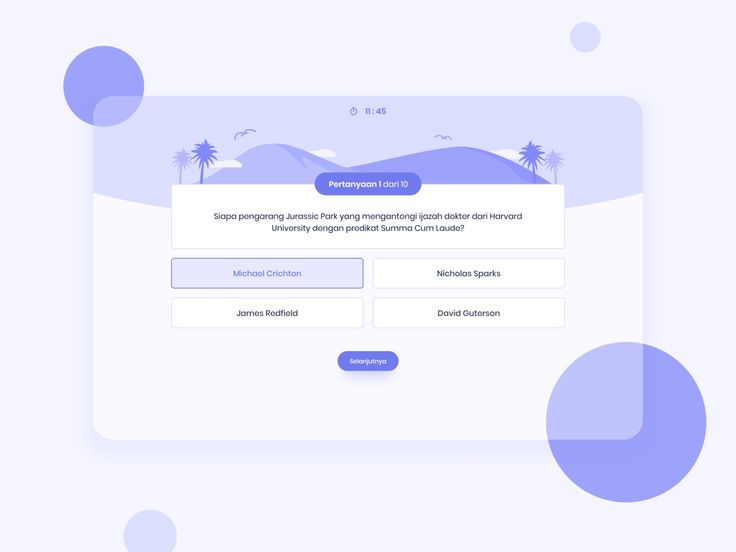 11 : 45
Pertanyaan 1 dari 10
Siapa pengarang Jurassic Park yang mengantongi ijazah dokter dari Harvard
University dengan predikat Summa Cum Laude?
Michael Crichton
Nicholas Sparks
James Redfield
David Guterson
Selanjutnya